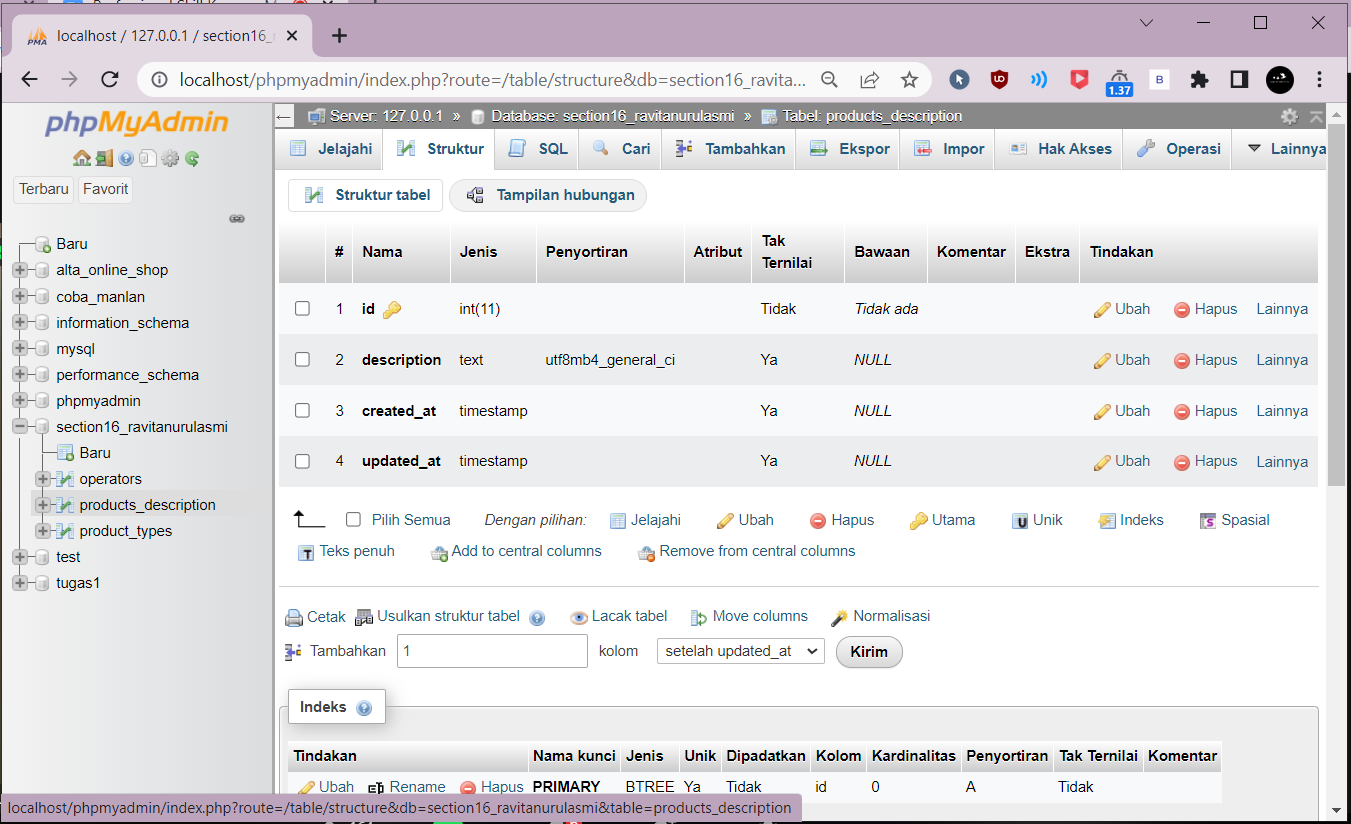 localhost / 127.0.0.1 / section16_
localhost/phpmyadmin/index.php?route=/table/structure&db=section16_ravita...
1.37
phpMyAdmin
Terbaru Favorit
Baru
alta_online_shop
coba_manlan
information_schema
mysql
performance_schema
phpmyadmin
section16_ravitanurulasmi
Baru
operators
products_description
product_types
test
tugas1
Server: 127.0.0.1 » Database: section16_ravitanurulasmi » Tabel: products_description
Jelajahi Struktur SQL Cari Tambahkan Ekspor Impor Hak Akses Operasi Lainnya
Struktur tabel Tampilan hubungan
# Nama Jenis Penyortiran Atribut Tak Ternilai Bawaan Komentar Ekstra Tindakan
1 id int(11) Tidak Tidak ada Ubah Hapus Lainnya
2 description text utf8mb4_general_ci Ya NULL Ubah Hapus Lainnya
3 created_at timestamp Ya NULL Ubah Hapus Lainnya
4 updated_at timestamp Ya NULL Ubah Hapus Lainnya
Pilih Semua Dengan pilihan: Jelajahi Ubah Hapus Utama Unik Indeks Spasial
Teks penuh Add to central columns Remove from central columns
Cetak Usulkan struktur tabel Lacak tabel Move columns Normalisasi
Tambahkan 1 kolom setelah updated_at Kirim
Indeks
Tindakan Nama kunci Jenis Unik Dipadatkan Kolom Kardinalitas Penyortiran Tak Ternilai Komentar
Ubah Rename Hapus PRIMARY BTREE Ya Tidak id 0 A Tidak
localhost/phpmyadmin/index.php?route=/table/structure&db=section16_ravitanurulasmi&table=products_description